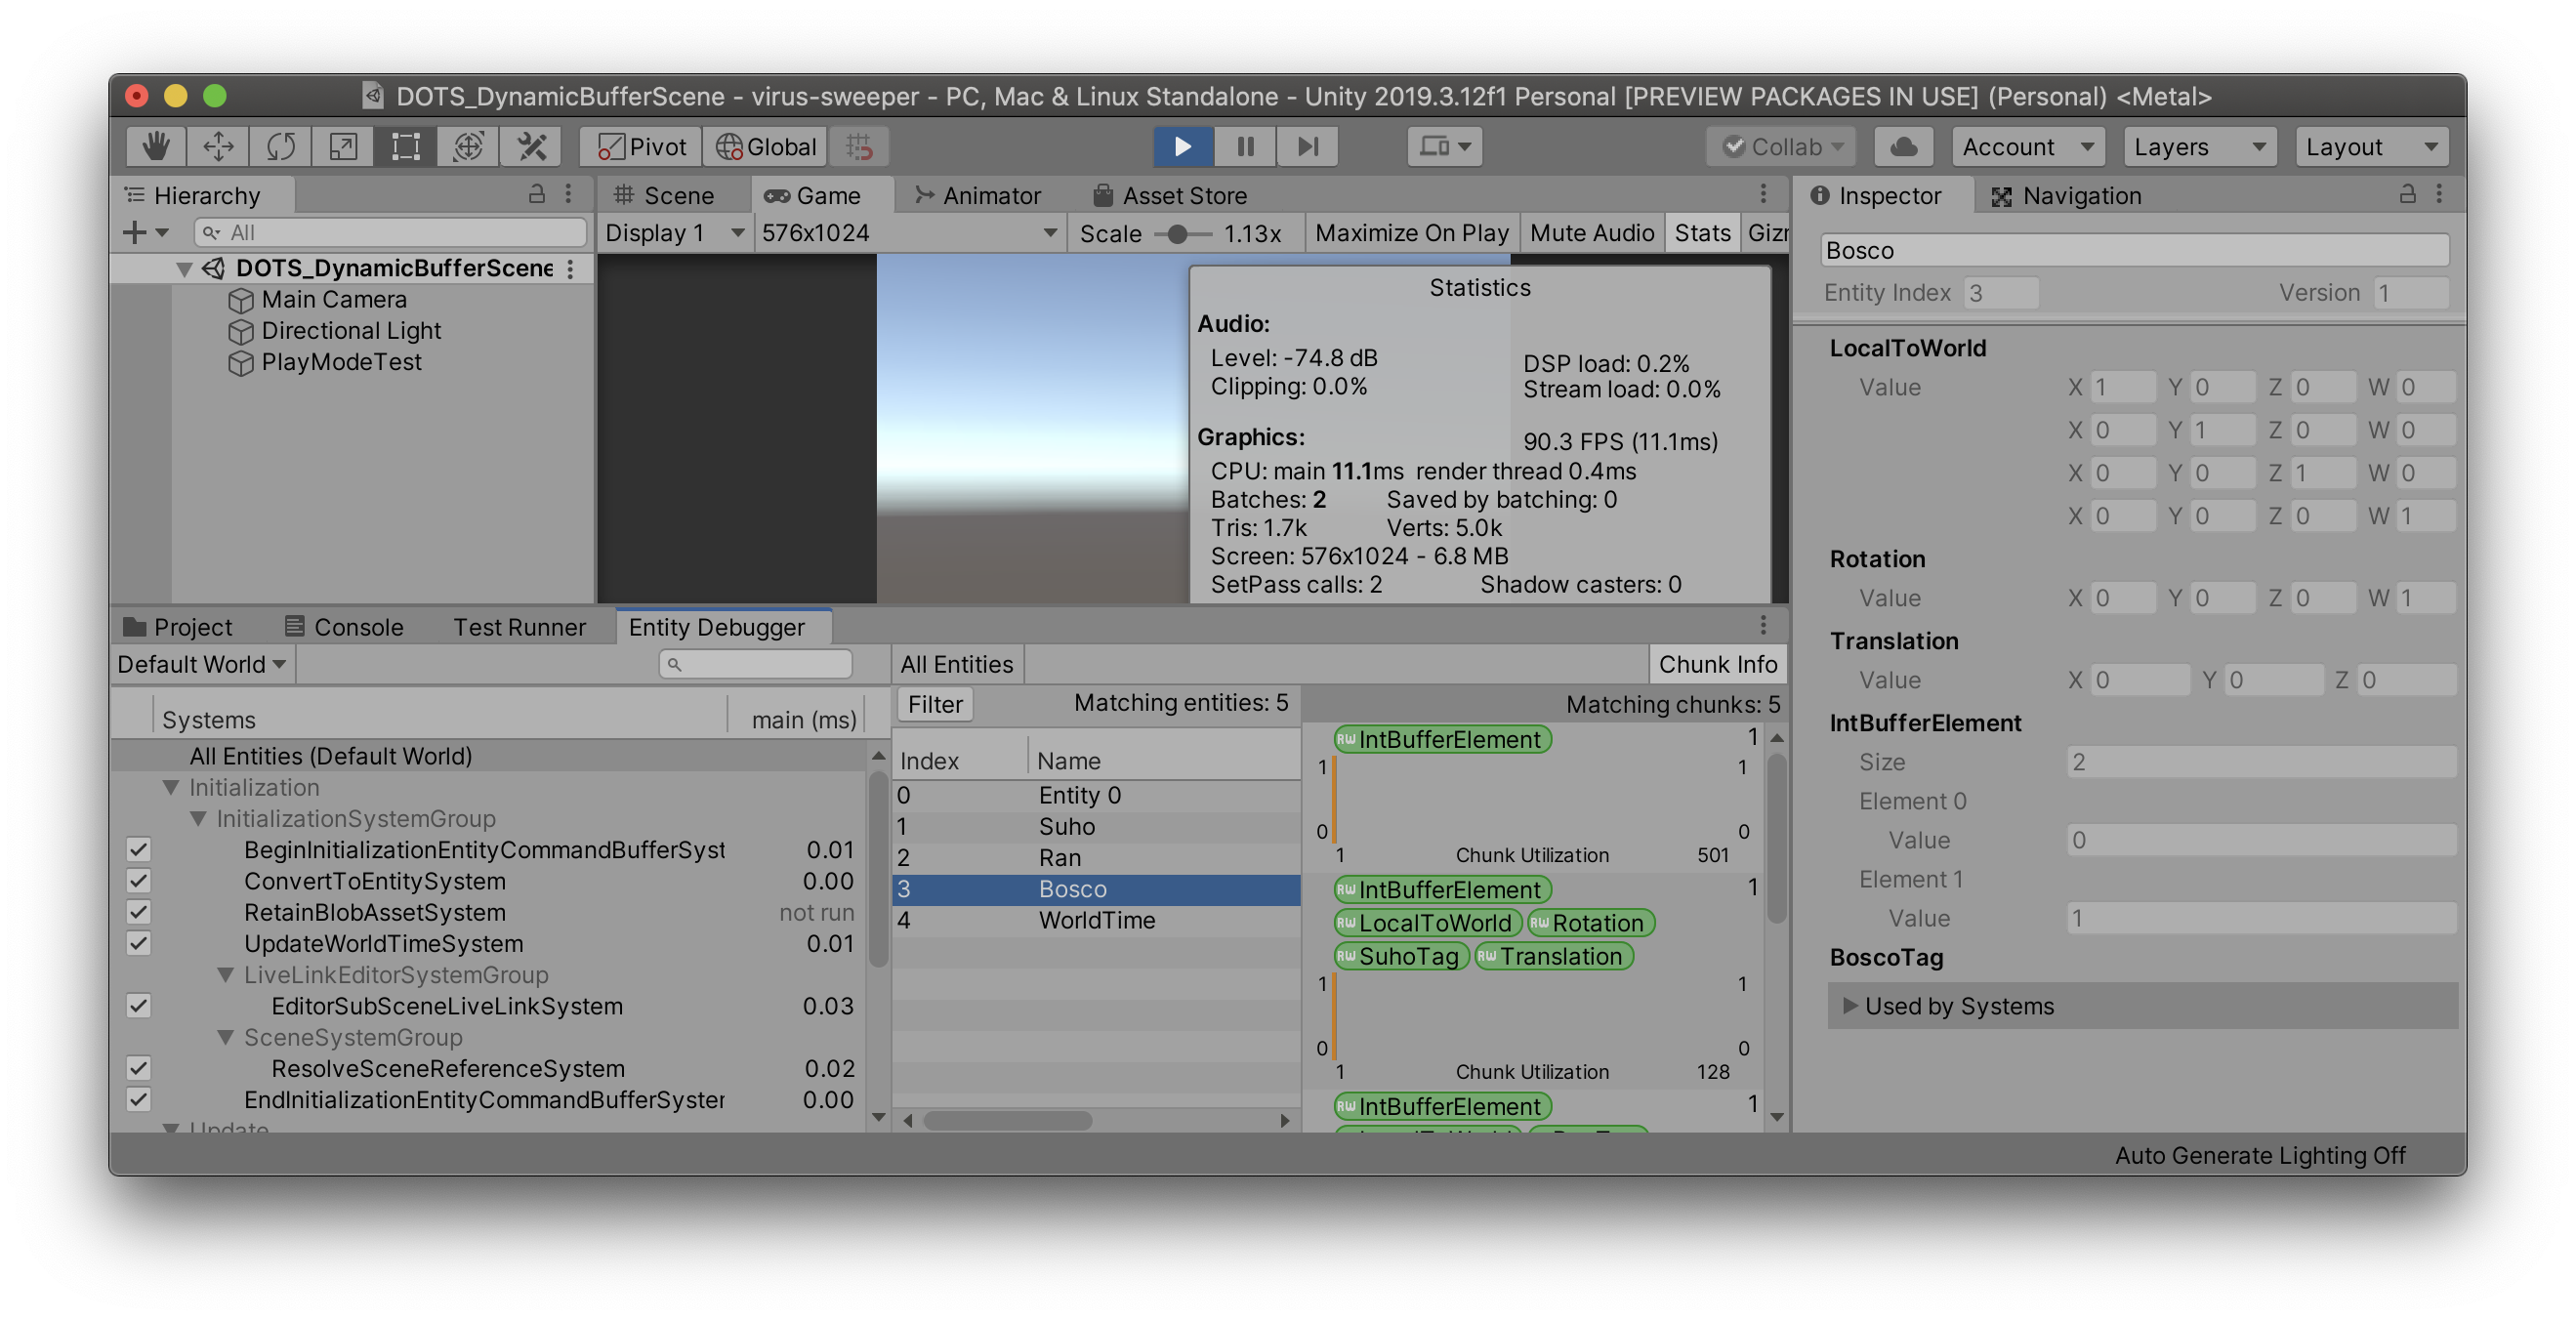 DOTS_DynamicBufferScene - virus-sweeper - PC, Mac & Linux Standalone - Unity 2019.3.12f1 Personal [PREVIEW PACKAGES IN USE] (Personal) <Metal>
Pivot Global Collab Account Layers Layout
Hierarchy
All
DOTS_DynamicBufferScene
Main Camera
Directional Light
PlayModeTest
Scene Game Animator Asset Store
Display 1 576x1024 Scale 1.13x Maximize On Play Mute Audio Stats
Statistics
Audio:
Level: -74.8 dB DSP load: 0.2%
Clipping: 0.0% Stream load: 0.0%
Graphics: 90.3 FPS (11.1ms)
CPU: main 11.1ms render thread 0.4ms
Batches: 2 Saved by batching: 0
Tris: 1.7k Verts: 5.0k
Screen: 576x1024 - 6.8 MB
SetPass calls: 2 Shadow casters: 0
Inspector Navigation
Bosco
Entity Index 3 Version 1
LocalToWorld
Value X 1 Y 0 Z 0 W 0
X 0 Y 1 Z 0 W 0
X 0 Y 0 Z 1 W 0
X 0 Y 0 Z 0 W 1
Rotation
Value X 0 Y 0 Z 0 W 1
Translation
Value X 0 Y 0 Z 0
IntBufferElement
Size 2
Element 0
Value 0
Element 1
Value 1
BoscoTag
Used by Systems
Project Console Test Runner Entity Debugger
Default World All Entities Chunk Info
Systems main (ms)
All Entities (Default World)
Initialization
InitializationSystemGroup
BeginInitializationEntityCommandBufferSyst 0.01
ConvertToEntitySystem 0.00
RetainBlobAssetSystem not run
UpdateWorldTimeSystem 0.01
LiveLinkEditorSystemGroup
EditorSubSceneLiveLinkSystem 0.03
SceneSystemGroup
ResolveSceneReferenceSystem 0.02
EndInitializationEntityCommandBufferSyster 0.00
Update
Filter Matching entities: 5
Index Name
0 Entity 0
1 Suho
2 Ran
3 Bosco
4 WorldTime
Matching chunks: 5
RW IntBufferElement 1
1 1
0 0
1 Chunk Utilization 501
RW IntBufferElement 1
RW LocalToWorld RW Rotation
RW SuhoTag RW Translation
1 1
0 0
1 Chunk Utilization 128
RW IntBufferElement 1
Auto Generate Lighting Off